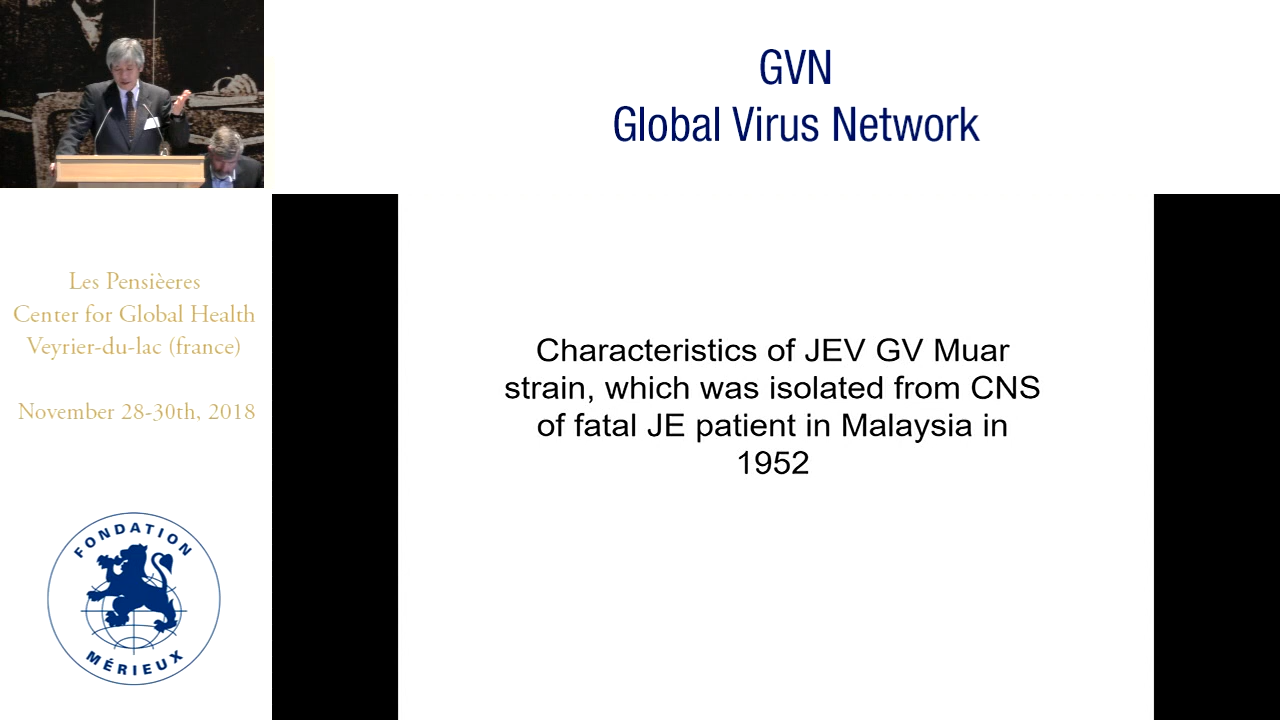 GVN
Global Virus Network
Les Pensièeres
Center for Global Health
Veyrier-du-lac (france)
November 28-30th, 2018
Characteristics of JEV GV Muar
strain, which was isolated from CNS
of fatal JE patient in Malaysia in
1952
FONDATION
MÉRIEUX